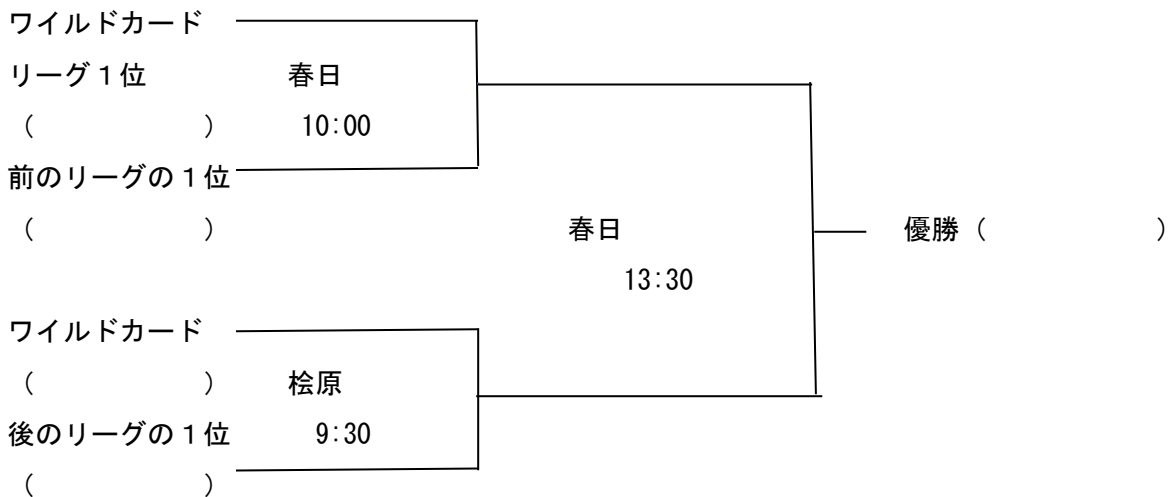 ワイルドカード
リーグ１位　春日
（　　　　）　10:00
前のリーグの１位
（　　　　）　春日　優勝（　　　　）
13:30
ワイルドカード
（　　　　）　桧原
後のリーグの１位　9:30
（　　　　）